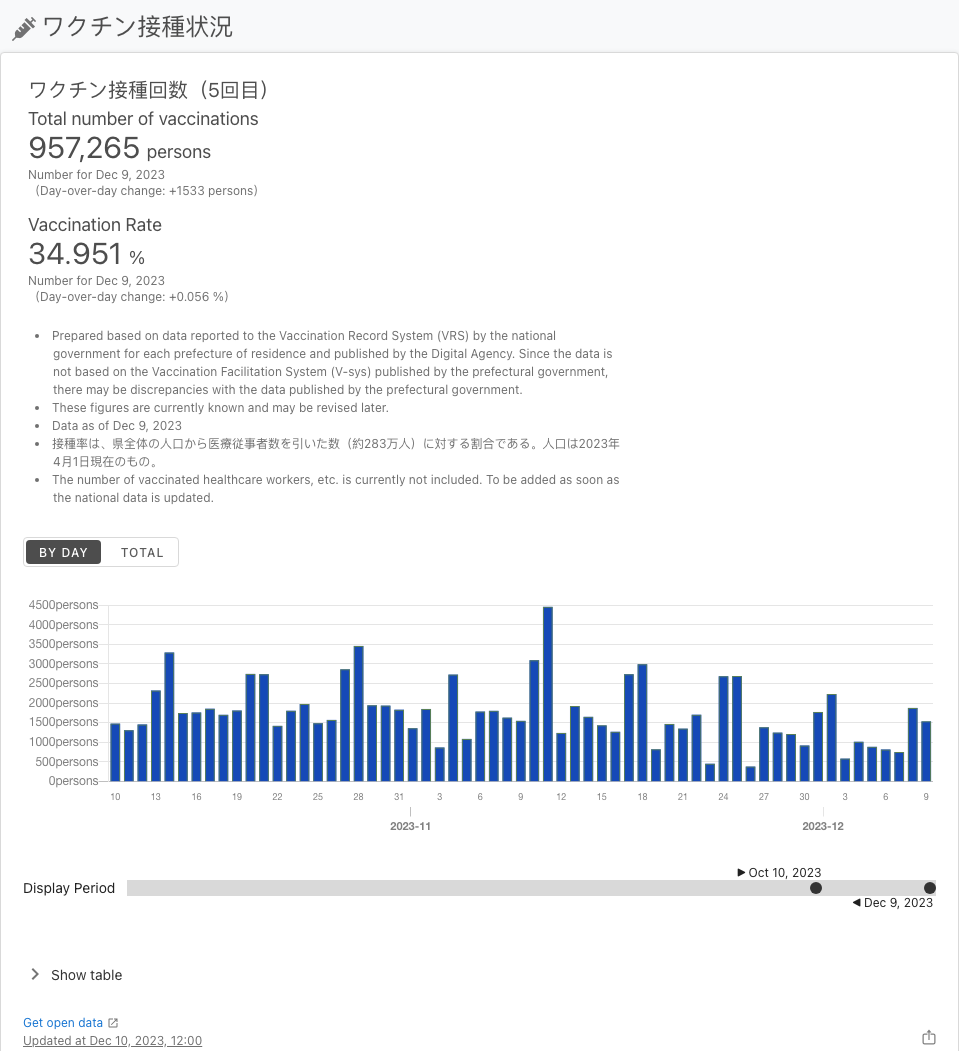 ワクチン接種状況
ワクチン接種回数（5回目）
Total number of vaccinations
957,265 persons
Number for Dec 9, 2023
（Day-over-day change: +1533 persons）
Vaccination Rate
34.951 %
Number for Dec 9, 2023
（Day-over-day change: +0.056 %）
• Prepared based on data reported to the Vaccination Record System (VRS) by the national
government for each prefecture of residence and published by the Digital Agency. Since the data is
not based on the Vaccination Facilitation System (V-sys) published by the prefectural government,
there may be discrepancies with the data published by the prefectural government.
• These figures are currently known and may be revised later.
• Data as of Dec 9, 2023
• 接種率は、県全体の人口から医療従事者数を引いた数（約283万人）に対する割合である。人口は2023年
4月1日現在のもの。
• The number of vaccinated healthcare workers, etc. is currently not included. To be added as soon as
the national data is updated.
BY DAY TOTAL
4500persons
4000persons
3500persons
3000persons
2500persons
2000persons
1500persons
1000persons
500persons
0persons
10 13 16 19 22 25 28 31 3 6 9 12 15 18 21 24 27 30 3 6 9
2023-11 2023-12
Oct 10, 2023
Display Period
Dec 9, 2023
Show table
Get open data
Updated at Dec 10, 2023, 12:00